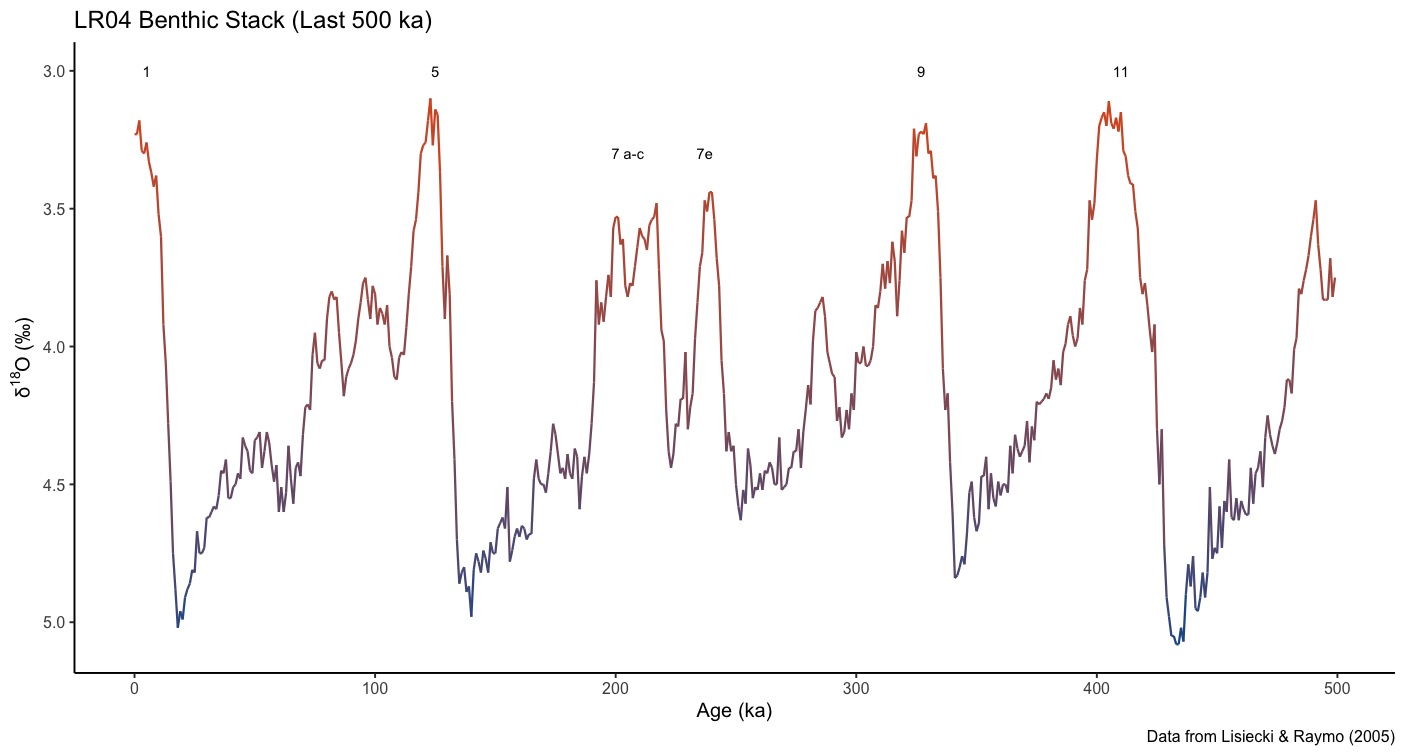 LR04 Benthic Stack (Last 500 ka)
1
5
9
11
7 a-c
7e
3.0
3.5
4.0
4.5
5.0
δ¹⁸O (‰)
0
100
200
300
400
500
Age (ka)
Data from Lisiecki & Raymo (2005)